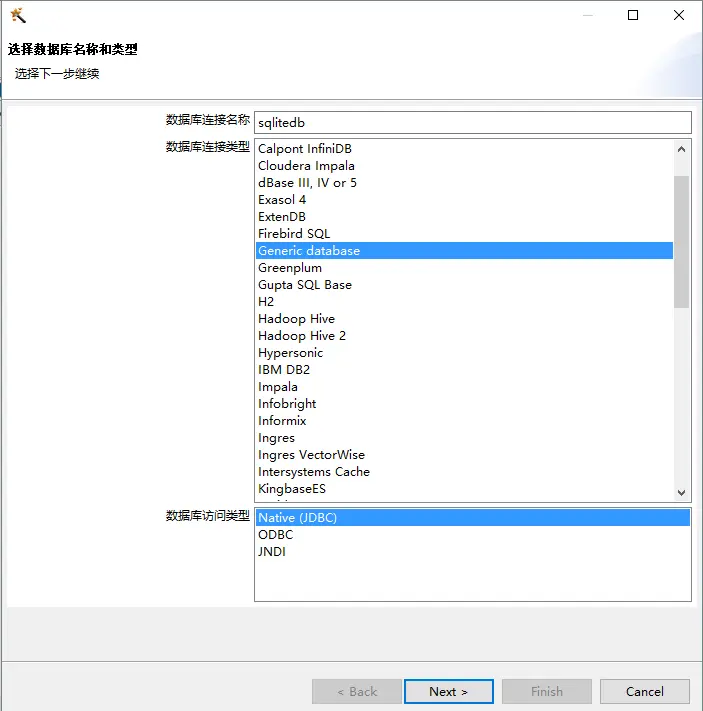 选择数据库名称和类型
选择下一步继续
数据库连接名称 sqlitedb
数据库连接类型
Calpont InfiniDB
Cloudera Impala
dBase III, IV or 5
Exasol 4
ExtenDB
Firebird SQL
Generic database
Greenplum
Gupta SQL Base
H2
Hadoop Hive
Hadoop Hive 2
Hypersonic
IBM DB2
Impala
Infobright
Informix
Ingres
Ingres VectorWise
Intersystems Cache
KingbaseES
数据库访问类型
Native (JDBC)
ODBC
JNDI
< Back Next > Finish Cancel